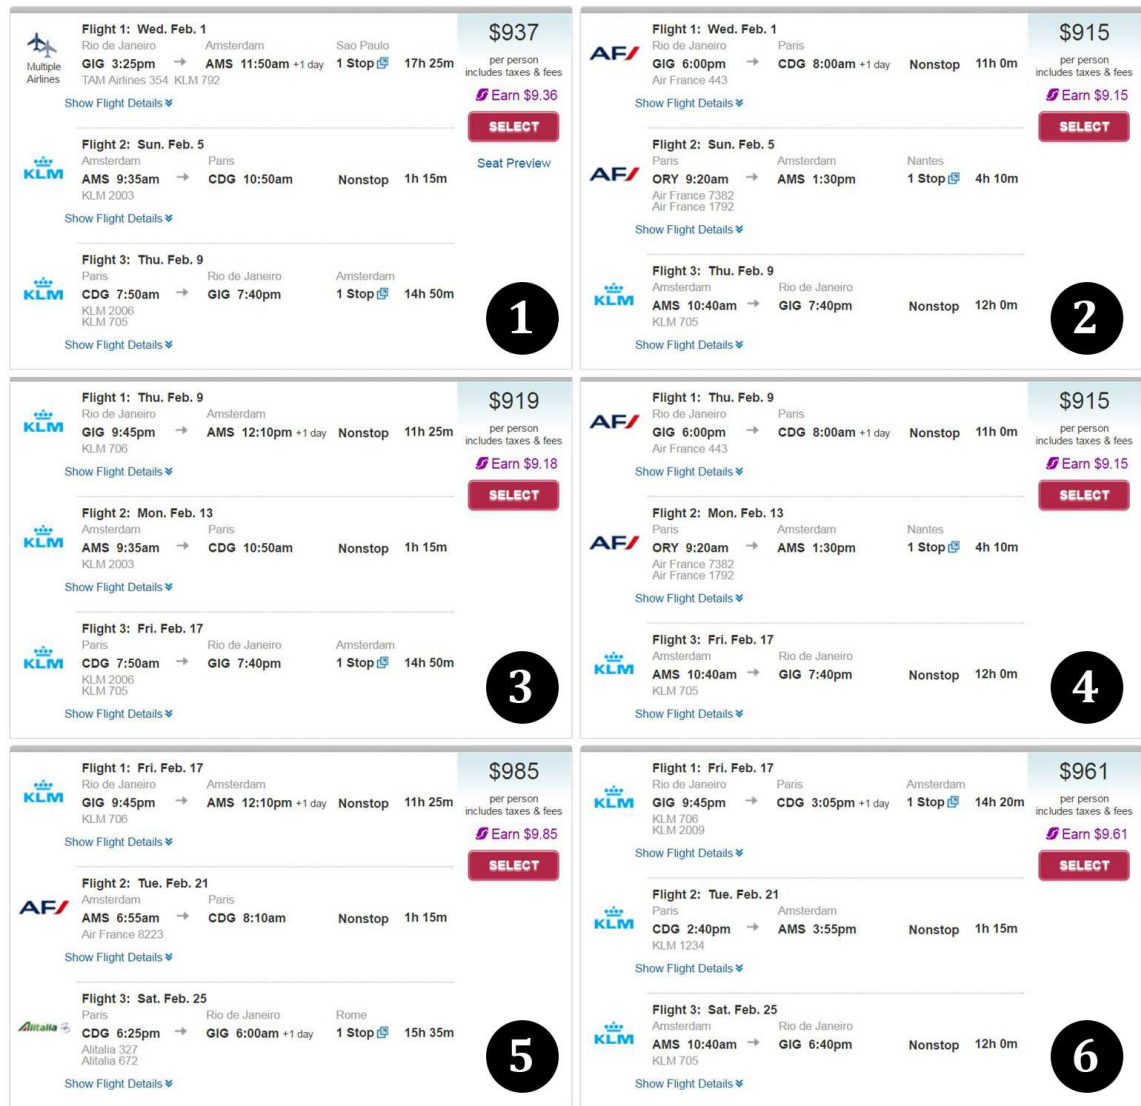 Flight 1: Wed. Feb. 1
Rio de Janeiro Amsterdam Sao Paulo
GIG 3:25pm → AMS 11:50am +1 day 1 Stop 17h 25m
Multiple Airlines
TAM Airlines 354 KLM 792
Show Flight Details
$937
per person
includes taxes & fees
Earn $9.36
SELECT
Seat Preview
Flight 2: Sun. Feb. 5
Amsterdam Paris
KLM
AMS 9:35am → CDG 10:50am Nonstop 1h 15m
KLM 2003
Show Flight Details
Flight 3: Thu. Feb. 9
Paris Rio de Janeiro Amsterdam
KLM
CDG 7:50am → GIG 7:40pm 1 Stop 14h 50m
KLM 2006
KLM 705
Show Flight Details
1
Flight 1: Wed. Feb. 1
Rio de Janeiro Paris
AF
GIG 6:00pm → CDG 8:00am +1 day Nonstop 11h 0m
Air France 443
Show Flight Details
$915
per person
includes taxes & fees
Earn $9.15
SELECT
Flight 2: Sun. Feb. 5
Paris Amsterdam Nantes
AF
ORY 9:20am → AMS 1:30pm 1 Stop 4h 10m
Air France 7382
Air France 1792
Show Flight Details
Flight 3: Thu. Feb. 9
Amsterdam Rio de Janeiro
KLM
AMS 10:40am → GIG 7:40pm Nonstop 12h 0m
KLM 705
Show Flight Details
2
Flight 1: Thu. Feb. 9
Rio de Janeiro Amsterdam
KLM
GIG 9:45pm → AMS 12:10pm +1 day Nonstop 11h 25m
KLM 706
Show Flight Details
$919
per person
includes taxes & fees
Earn $9.18
SELECT
Flight 2: Mon. Feb. 13
Amsterdam Paris
KLM
AMS 9:35am → CDG 10:50am Nonstop 1h 15m
KLM 2003
Show Flight Details
Flight 3: Fri. Feb. 17
Paris Rio de Janeiro Amsterdam
KLM
CDG 7:50am → GIG 7:40pm 1 Stop 14h 50m
KLM 2006
KLM 705
Show Flight Details
3
Flight 1: Thu. Feb. 9
Rio de Janeiro Paris
AF
GIG 6:00pm → CDG 8:00am +1 day Nonstop 11h 0m
Air France 443
Show Flight Details
$915
per person
includes taxes & fees
Earn $9.15
SELECT
Flight 2: Mon. Feb. 13
Paris Amsterdam Nantes
AF
ORY 9:20am → AMS 1:30pm 1 Stop 4h 10m
Air France 7382
Air France 1792
Show Flight Details
Flight 3: Fri. Feb. 17
Amsterdam Rio de Janeiro
KLM
AMS 10:40am → GIG 7:40pm Nonstop 12h 0m
KLM 705
Show Flight Details
4
Flight 1: Fri. Feb. 17
Rio de Janeiro Amsterdam
KLM
GIG 9:45pm → AMS 12:10pm +1 day Nonstop 11h 25m
KLM 706
Show Flight Details
$985
per person
includes taxes & fees
Earn $9.85
SELECT
Flight 2: Tue. Feb. 21
Amsterdam Paris
AF
AMS 6:55am → CDG 8:10am Nonstop 1h 15m
Air France 8223
Show Flight Details
Flight 3: Sat. Feb. 25
Paris Rio de Janeiro Rome
Alitalia
CDG 6:25pm → GIG 6:00am +1 day 1 Stop 15h 35m
Alitalia 327
Alitalia 672
Show Flight Details
5
Flight 1: Fri. Feb. 17
Rio de Janeiro Paris Amsterdam
KLM
GIG 9:45pm → CDG 3:05pm +1 day 1 Stop 14h 20m
KLM 706
KLM 2009
Show Flight Details
$961
per person
includes taxes & fees
Earn $9.61
SELECT
Flight 2: Tue. Feb. 21
Paris Amsterdam
KLM
CDG 2:40pm → AMS 3:55pm Nonstop 1h 15m
KLM 1234
Show Flight Details
Flight 3: Sat. Feb. 25
Amsterdam Rio de Janeiro
KLM
AMS 10:40am → GIG 6:40pm Nonstop 12h 0m
KLM 705
Show Flight Details
6